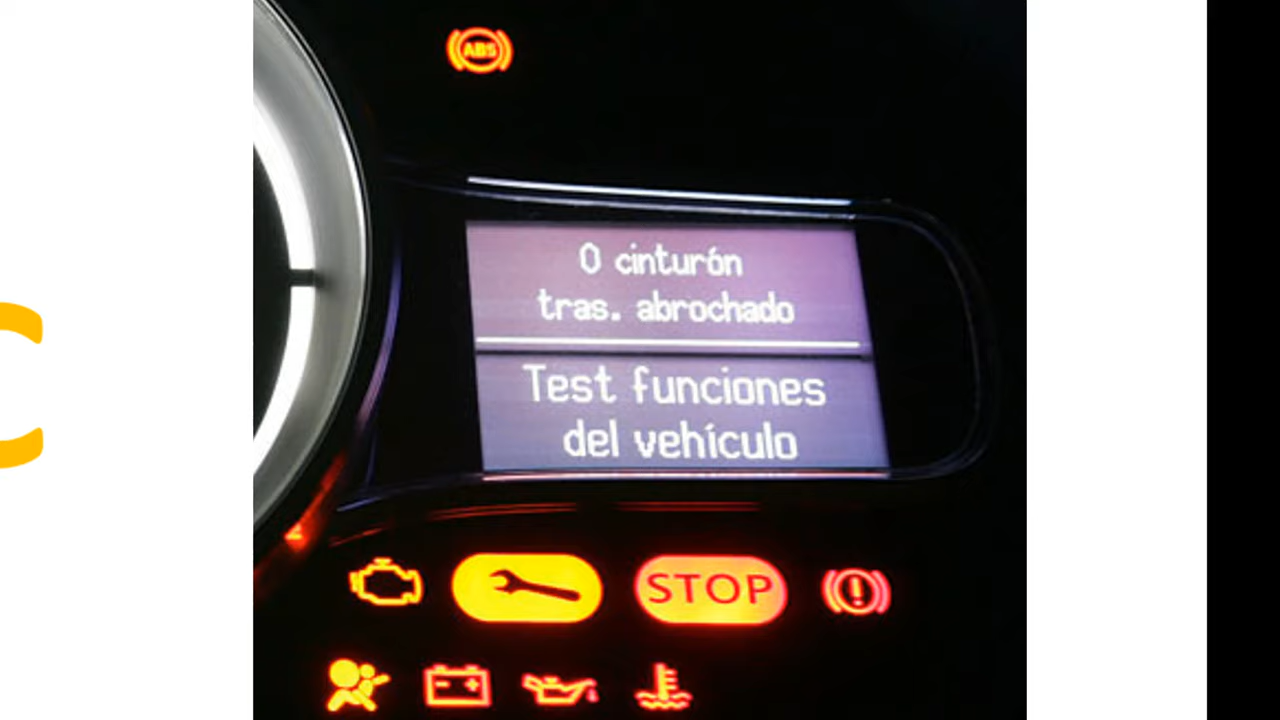 ABS
0 cinturón
tras. abrochado
Test funciones
del vehículo
STOP